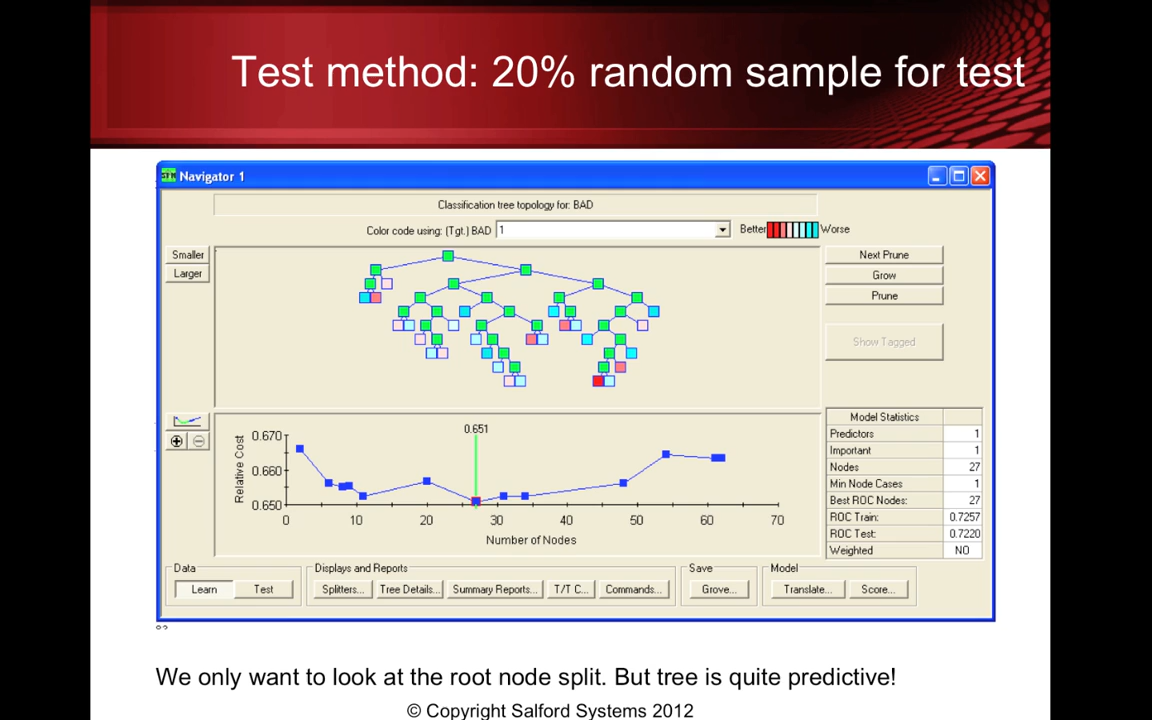 Test method: 20% random sample for test
Navigator 1
Classification tree topology for: BAD
Color code using: (Tgt.) BAD 1
Better Worse
Smaller
Larger
Next Prune
Grow
Prune
Show Tagged
0.651
Relative Cost
0.670
0.660
0.650
0 10 20 30 40 50 60 70
Number of Nodes
Model Statistics
Predictors 1
Important 1
Nodes 27
Min Node Cases 1
Best ROC Nodes: 27
ROC Train: 0.7257
ROC Test: 0.7220
Weighted NO
Data
Learn Test
Displays and Reports
Splitters... Tree Details... Summary Reports... T/T C... Commands...
Save
Grove...
Model
Translate... Score...
We only want to look at the root node split. But tree is quite predictive!
© Copyright Salford Systems 2012